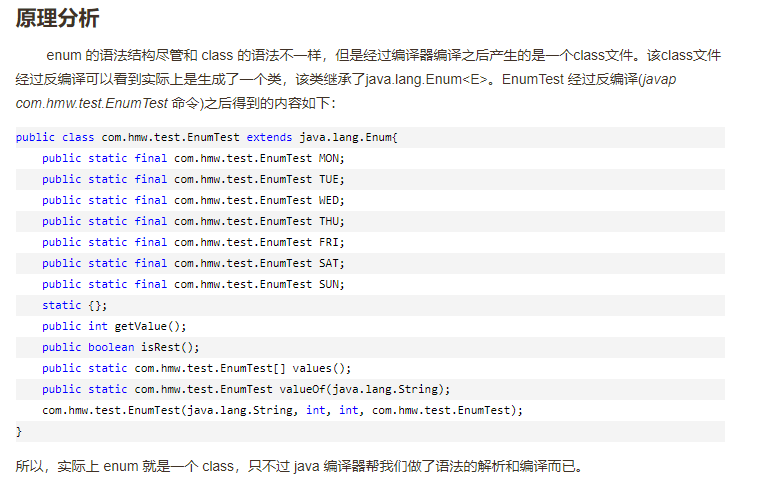 原理分析
enum 的语法结构尽管和 class 的语法不一样，但是经过编译器编译之后产生的是一个class文件。该class文件
经过反编译可以看到实际上是生成了一个类，该类继承了java.lang.Enum<E>。EnumTest 经过反编译(javap
com.hmw.test.EnumTest 命令)之后得到的内容如下：
public class com.hmw.test.EnumTest extends java.lang.Enum{
    public static final com.hmw.test.EnumTest MON;
    public static final com.hmw.test.EnumTest TUE;
    public static final com.hmw.test.EnumTest WED;
    public static final com.hmw.test.EnumTest THU;
    public static final com.hmw.test.EnumTest FRI;
    public static final com.hmw.test.EnumTest SAT;
    public static final com.hmw.test.EnumTest SUN;
    static {};
    public int getValue();
    public boolean isRest();
    public static com.hmw.test.EnumTest[] values();
    public static com.hmw.test.EnumTest valueOf(java.lang.String);
    com.hmw.test.EnumTest(java.lang.String, int, int, com.hmw.test.EnumTest);
}
所以，实际上 enum 就是一个 class，只不过 java 编译器帮我们做了语法的解析和编译而已。